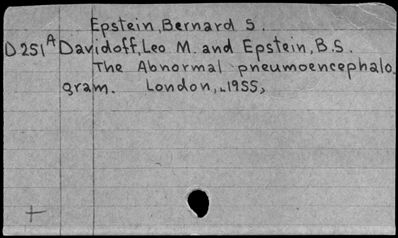 Epstein, Bernard S.
D251A Davidoff, Leo M. and Epstein, B.S.
The Abnormal pneumoencephalo.
gram. London, 1955,
+